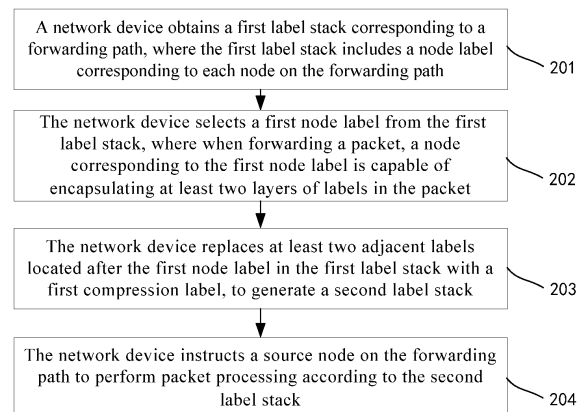 A network device obtains a first label stack corresponding to a
forwarding path, where the first label stack includes a node label
corresponding to each node on the forwarding path
201
The network device selects a first node label from the first
label stack, where when forwarding a packet, a node
corresponding to the first node label is capable of
encapsulating at least two layers of labels in the packet
202
The network device replaces at least two adjacent labels
located after the first node label in the first label stack with a
first compression label, to generate a second label stack
203
The network device instructs a source node on the forwarding
path to perform packet processing according to the second
label stack
204